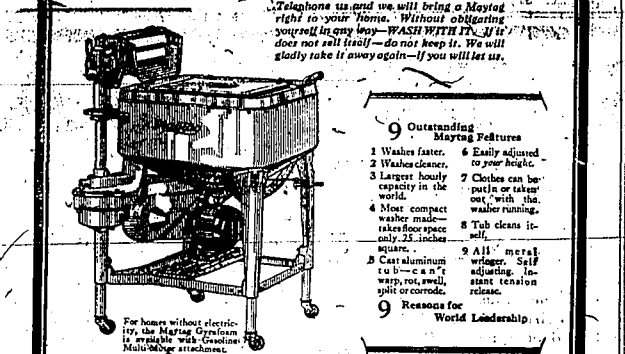 Telephone us and we will bring a Maytag
right to your home. Without obligating
yourself in any way—WASH WITH IT. If it
does not sell itself—do not keep it. We will
gladly take it away again—if you will let us.
9 Outstanding
Maytag Features
1 Washes faster.
2 Washes cleaner.
3 Largest hourly
capacity in the
world.
4 Most compact
washer made—
takes floor space
only 25 inches
square.
5 Cast aluminum
tub—can't
warp, rot, swell,
split or corrode.
6 Easily adjusted
to your height.
7 Clothes can be
put in or taken
out with the
washer running.
8 Tub cleans it-
self.
9 All metal
wringer. Self
adjusting. In-
stant tension
release.
9 Reasons for
World Leadership
For homes without electric-
ity, the Maytag Gyrafoam
is available with Gasoline
Multi-Motor attachment.